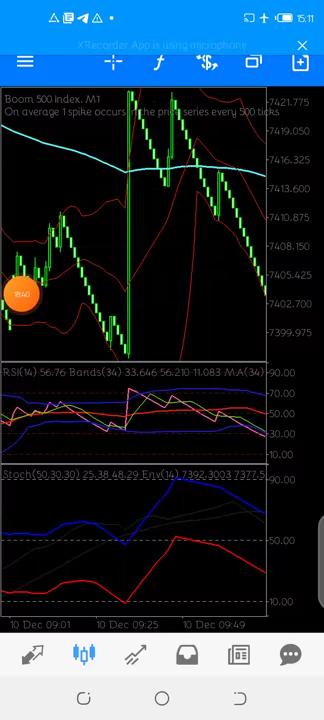 15:11
XRecorder App is using microphone
Boom 500 Index. M1
On average 1 spike occurs in the price series every 500 ticks
7421.775
7419.050
7416.325
7413.600
7410.875
7408.150
7405.425
18:40
7402.700
7399.975
RSI(14) 56.76 Bands(34) 33.646 56.210 11.083 MA(34)
90.00
70.00
50.00
30.00
10.00
Stoch(50,30,30) 25.38 48.29 Env(14) 7392.3003 7377.5
90.00
50.00
10.00
10 Dec 09:01
10 Dec 09:25
10 Dec 09:49